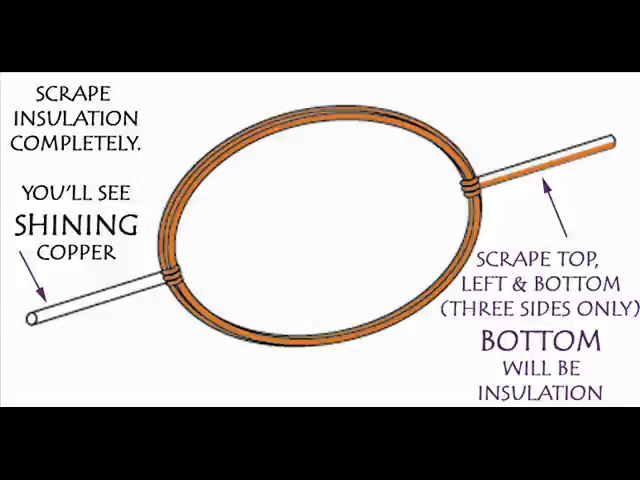 SCRAPE
INSULATION
COMPLETELY.
YOU'LL SEE
SHINING
COPPER
SCRAPE TOP,
LEFT & BOTTOM
(THREE SIDES ONLY)
BOTTOM
WILL BE
INSULATION